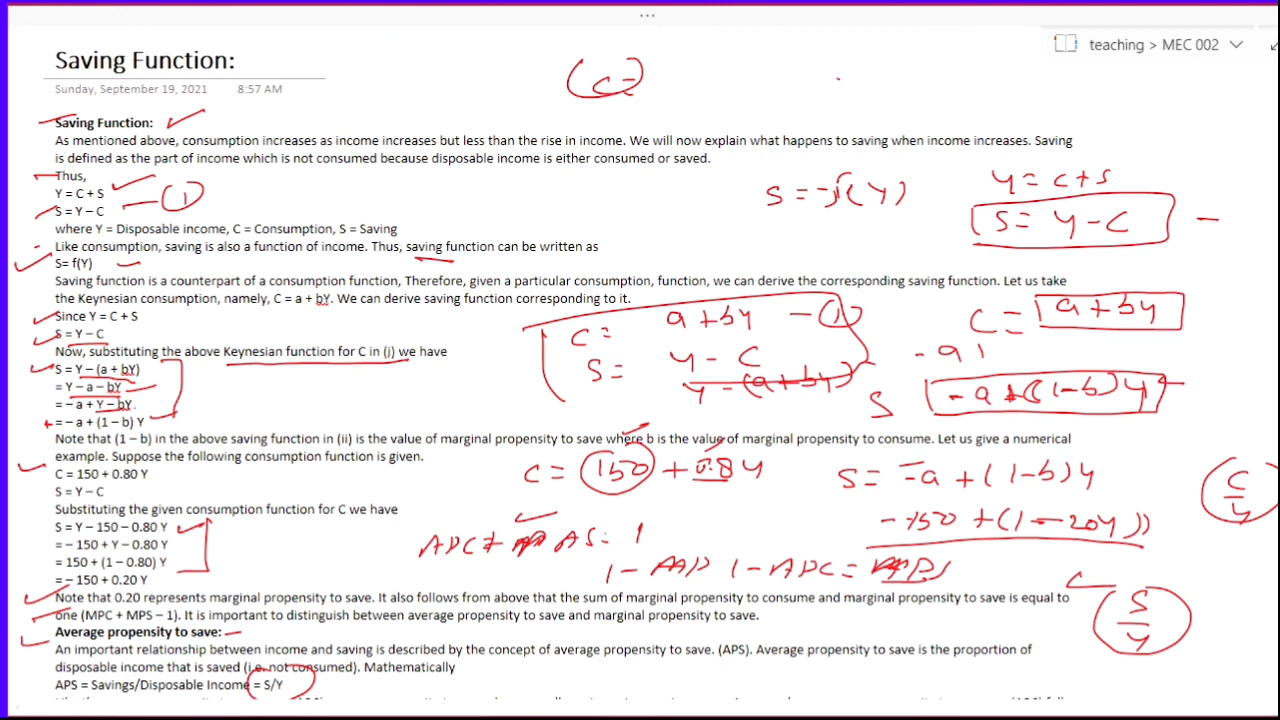 teaching > MEC 002
Saving Function:
Sunday, September 19, 2021 8:57 AM
Saving Function:
As mentioned above, consumption increases as income increases but less than the rise in income. We will now explain what happens to saving when income increases. Saving
is defined as the part of income which is not consumed because disposable income is either consumed or saved.
Thus,
Y = C + S
S = Y – C
where Y = Disposable income, C = Consumption, S = Saving
Like consumption, saving is also a function of income. Thus, saving function can be written as
S= f(Y)
Saving function is a counterpart of a consumption function, Therefore, given a particular consumption, function, we can derive the corresponding saving function. Let us take
the Keynesian consumption, namely, C = a + bY. We can derive saving function corresponding to it.
Since Y = C + S
S = Y – C
Now, substituting the above Keynesian function for C in (i) we have
S = Y – (a + bY)
= Y – a – bY
= –a + Y – bY.
= –a + (1 – b) Y
Note that (1 – b) in the above saving function in (ii) is the value of marginal propensity to save where b is the value of marginal propensity to consume. Let us give a numerical
example. Suppose the following consumption function is given.
C = 150 + 0.80 Y
S = Y – C
Substituting the given consumption function for C we have
S = Y – 150 – 0.80 Y
= – 150 + Y – 0.80 Y
= 150 + (1 – 0.80) Y
= – 150 + 0.20 Y
Note that 0.20 represents marginal propensity to save. It also follows from above that the sum of marginal propensity to consume and marginal propensity to save is equal to
one (MPC + MPS – 1). It is important to distinguish between average propensity to save and marginal propensity to save.
Average propensity to save:
An important relationship between income and saving is described by the concept of average propensity to save. (APS). Average propensity to save is the proportion of
disposable income that is saved (i.e. not consumed). Mathematically
APS = Savings/Disposable Income = S/Y
(C =
(1)
S = f(Y)
Y = C + S
S = Y – C
C = a + by – (1)
S = Y – C
Y – (a + by)
C = a + by
- a
S – a + (1 – b) y
C = 150 + 0.8 y
S = – a + (1 – b) y
C
Y
1 – APC =
S
Y